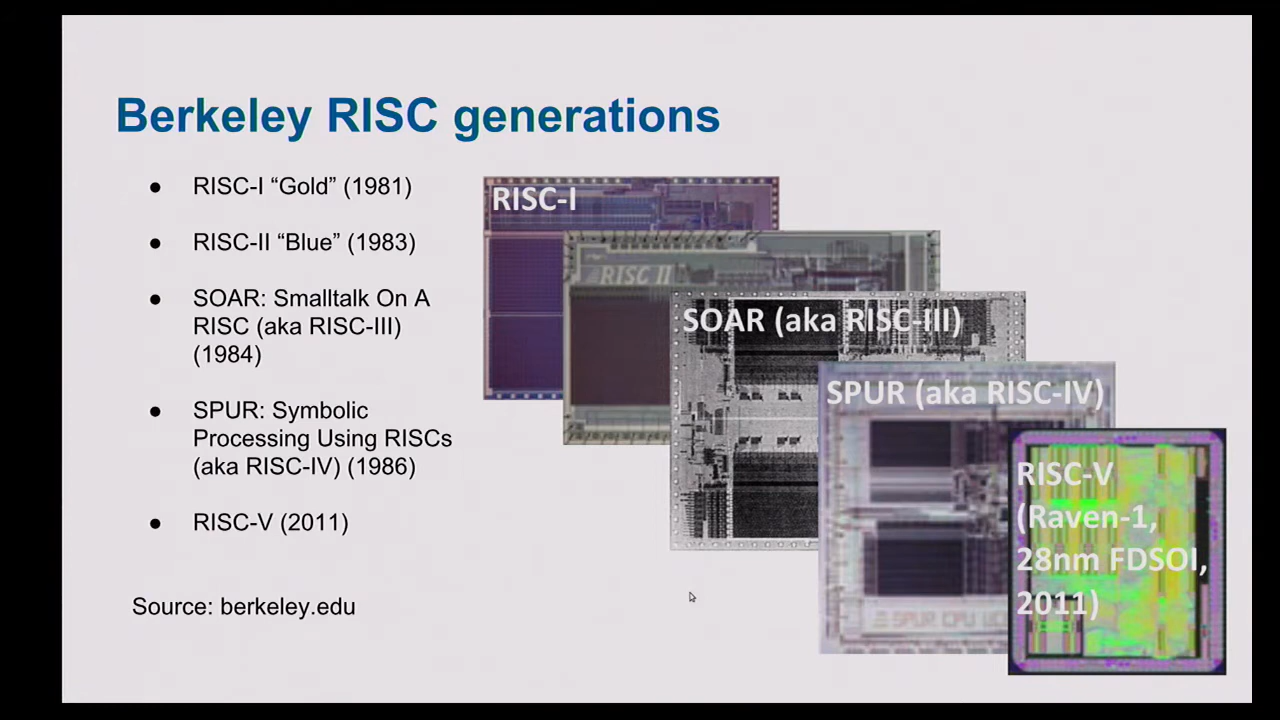 Berkeley RISC generations
● RISC-I “Gold” (1981)
● RISC-II “Blue” (1983)
● SOAR: Smalltalk On A
RISC (aka RISC-III)
(1984)
● SPUR: Symbolic
Processing Using RISCs
(aka RISC-IV) (1986)
● RISC-V (2011)
Source: berkeley.edu
RISC-I
RISC II
SOAR (aka RISC-III)
SPUR (aka RISC-IV)
SPUR CPU
RISC-V
(Raven-1,
28nm FDSOI,
2011)